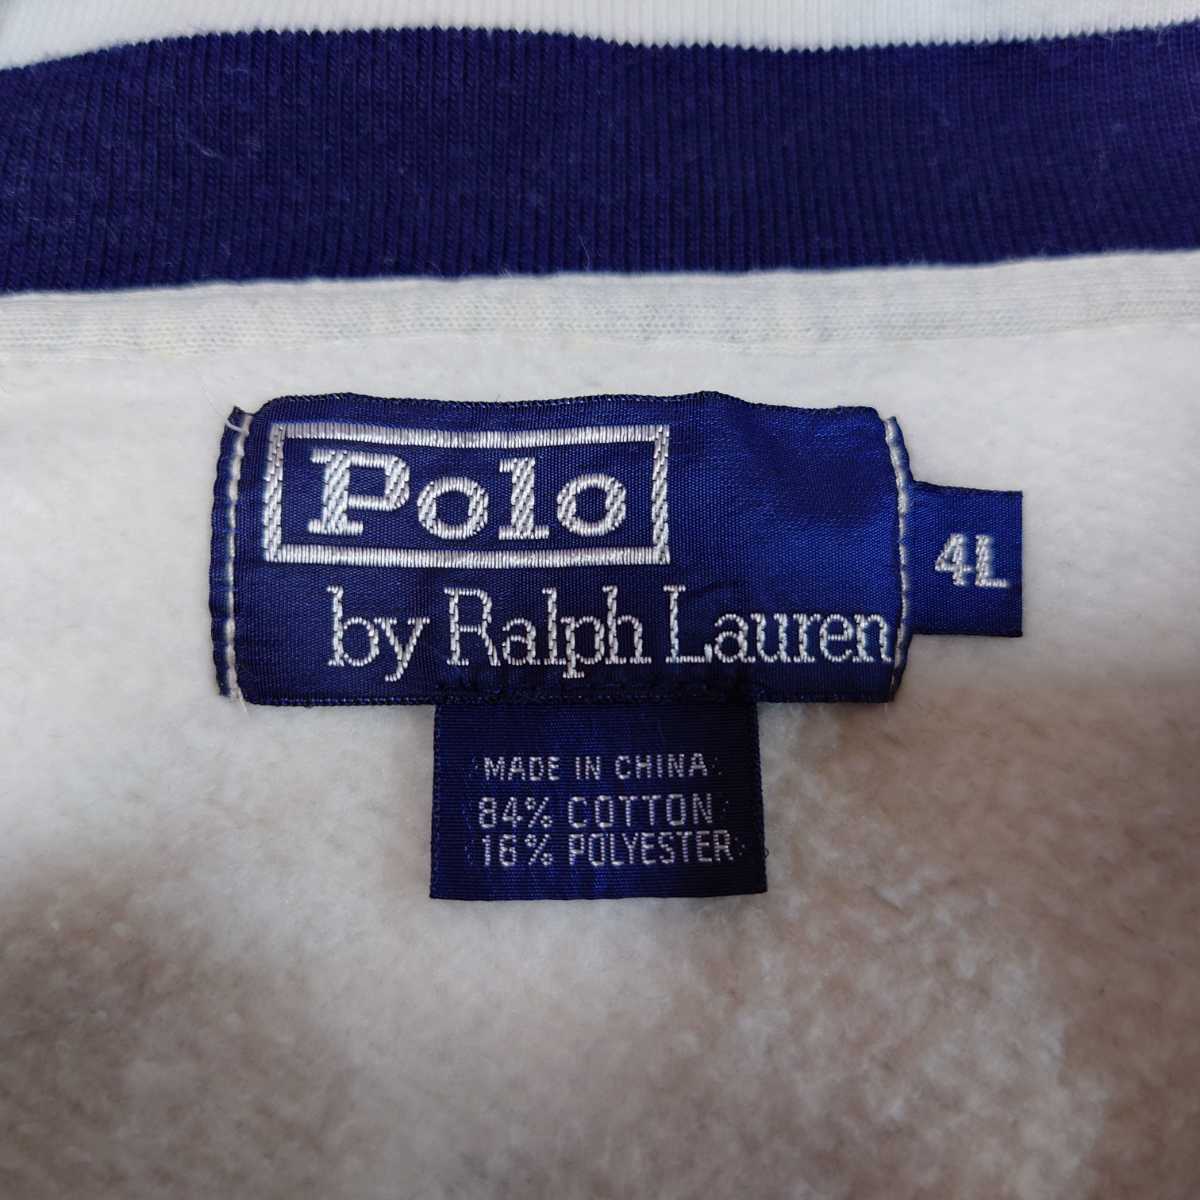 Polo
by Ralph Lauren
4L
MADE IN CHINA
84% COTTON
16% POLYESTER